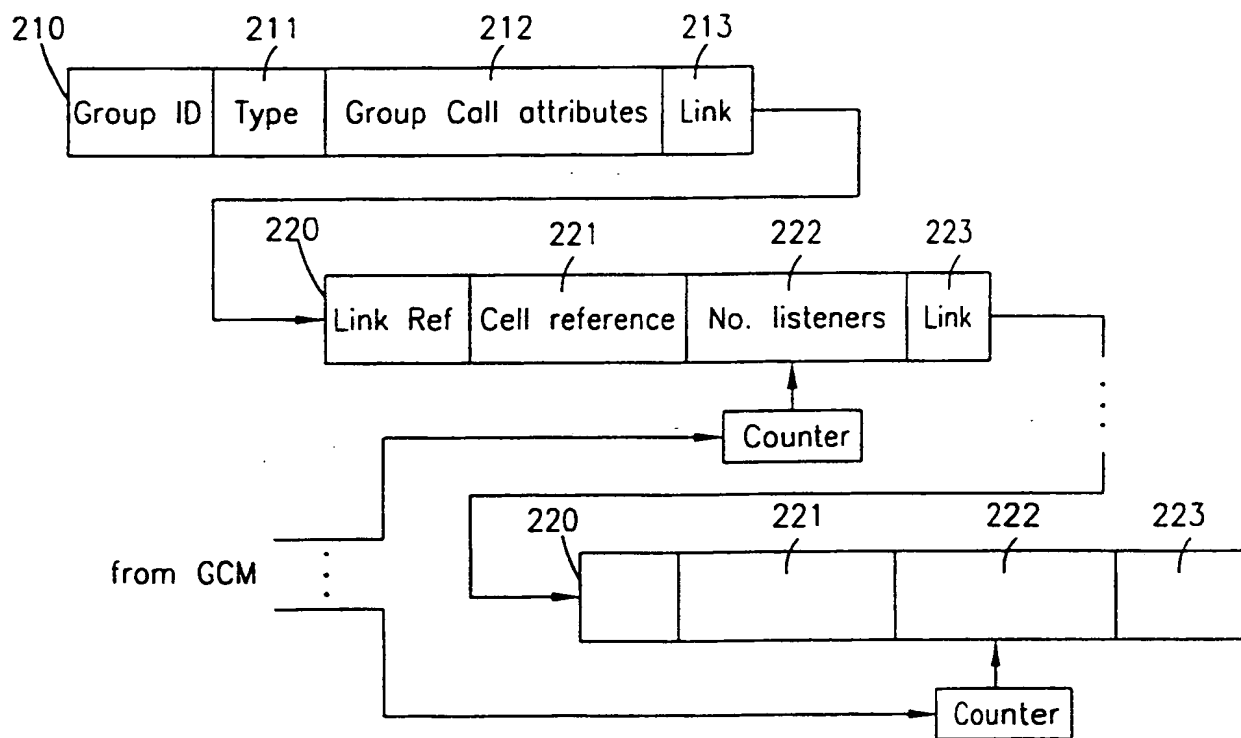 210 211 212 213
Group ID Type Group Call attributes Link
220 221 222 223
Link Ref Cell reference No. listeners Link
Counter
220 221 222 223
from GCM
Counter